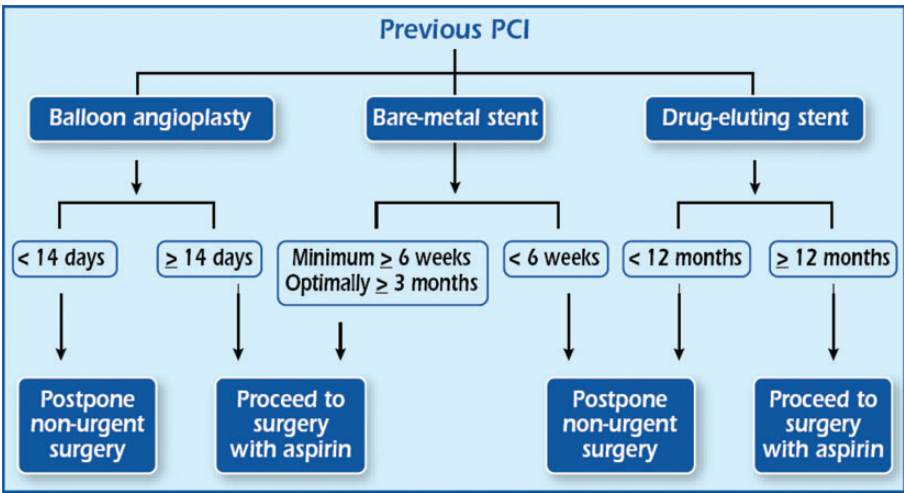 Previous PCI
Balloon angioplasty
Bare-metal stent
Drug-eluting stent
< 14 days
≥ 14 days
Minimum ≥ 6 weeks
Optimally ≥ 3 months
< 6 weeks
< 12 months
≥ 12 months
Postpone
non-urgent
surgery
Proceed to
surgery
with aspirin
Postpone
non-urgent
surgery
Proceed to
surgery
with aspirin